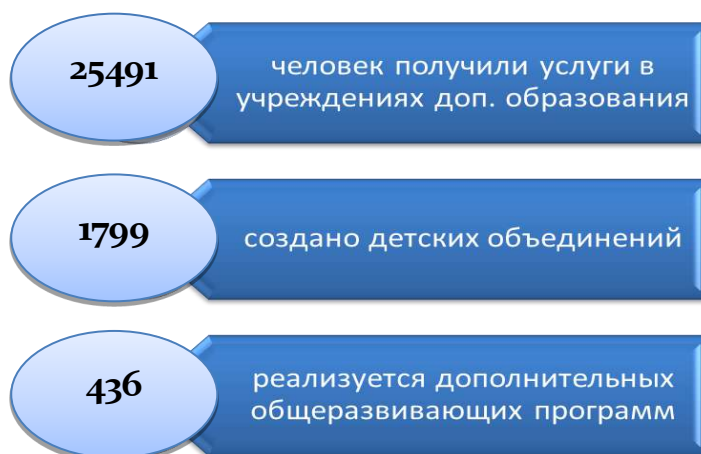 25491
человек получили услуги в
учреждениях доп. образования
1799
создано детских объединений
436
реализуется дополнительных
общеразвивающих программ